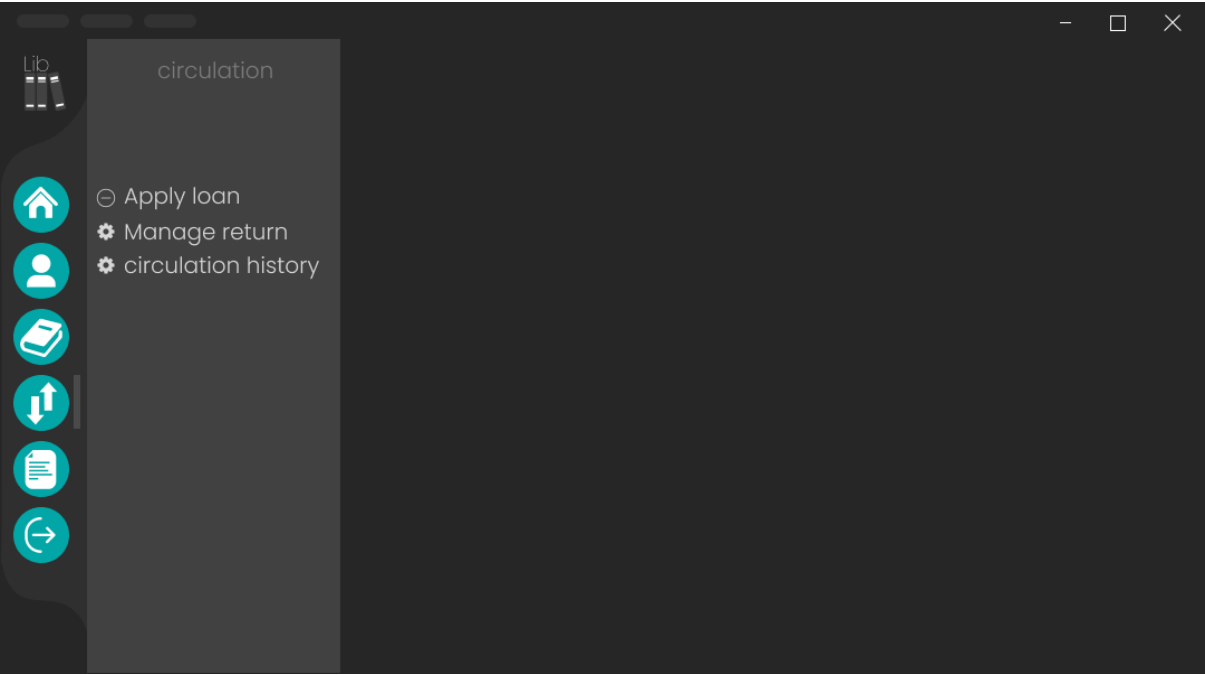 Lib
circulation
Apply loan
Manage return
circulation history